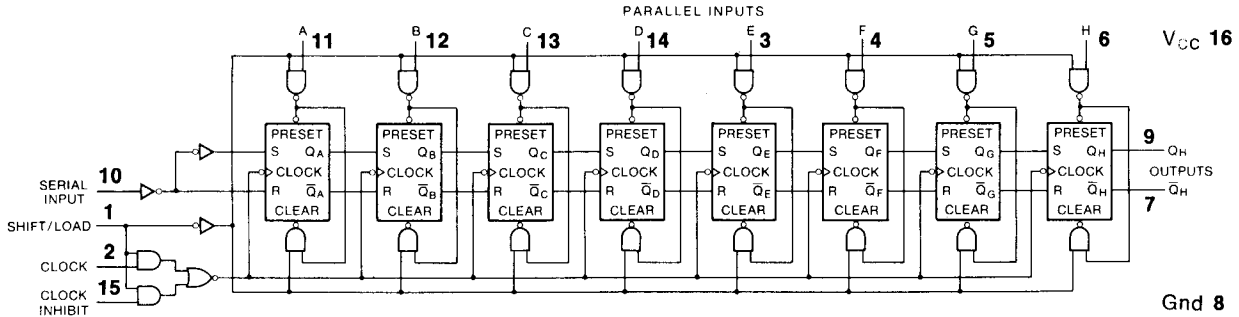 PARALLEL INPUTS
A 11 B 12 C 13 D 14 E 3 F 4 G 5 H 6 VCC 16
PRESET PRESET PRESET PRESET PRESET PRESET PRESET PRESET
S QA S QB S QC S QD S QE S QF S QG S QH 9 QH
CLOCK CLOCK CLOCK CLOCK CLOCK CLOCK CLOCK CLOCK OUTPUTS
R Q̅A R Q̅B R Q̅C R Q̅D R Q̅E R Q̅F R Q̅G R Q̅H 7 Q̅H
CLEAR CLEAR CLEAR CLEAR CLEAR CLEAR CLEAR CLEAR
10
SERIAL
INPUT
1
SHIFT/LOAD
2
CLOCK
15
CLOCK
INHIBIT
Gnd 8